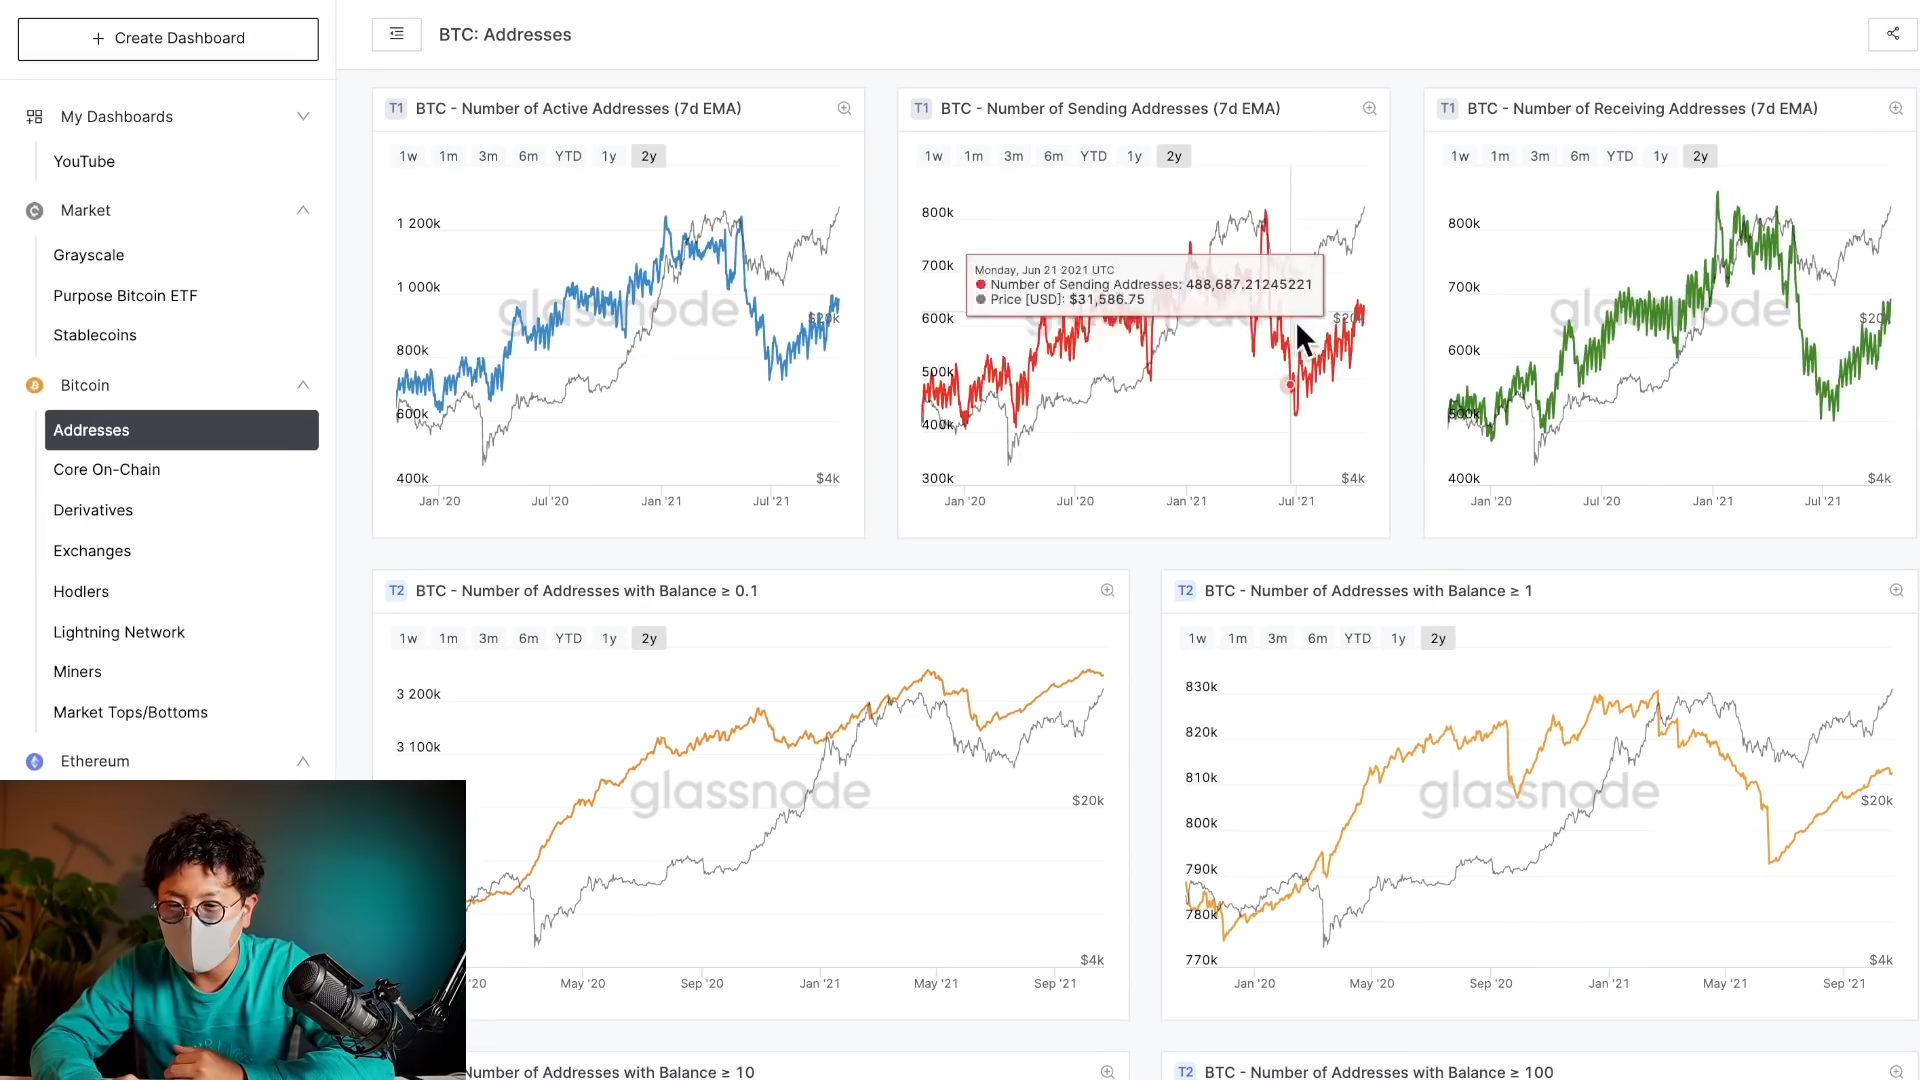 + Create Dashboard
BTC: Addresses
My Dashboards
YouTube
Market
Grayscale
Purpose Bitcoin ETF
Stablecoins
Bitcoin
Addresses
Core On-Chain
Derivatives
Exchanges
Hodlers
Lightning Network
Miners
Market Tops/Bottoms
Ethereum
T1 BTC - Number of Active Addresses (7d EMA)
1w 1m 3m 6m YTD 1y 2y
1 200k
1 000k
800k
600k
400k
glassnode
$20k
$4k
Jan '20 Jul '20 Jan '21 Jul '21
T1 BTC - Number of Sending Addresses (7d EMA)
1w 1m 3m 6m YTD 1y 2y
800k
700k
600k
500k
400k
300k
Monday, Jun 21 2021 UTC
Number of Sending Addresses: 488,687.21245221
Price [USD]: $31,586.75
$20k
$4k
Jan '20 Jul '20 Jan '21 Jul '21
T1 BTC - Number of Receiving Addresses (7d EMA)
1w 1m 3m 6m YTD 1y 2y
800k
700k
600k
500k
400k
glassnode
$20k
$4k
Jan '20 Jul '20 Jan '21 Jul '21
T2 BTC - Number of Addresses with Balance ≥ 0.1
1w 1m 3m 6m YTD 1y 2y
3 200k
3 100k
glassnode
$20k
$4k
'20 May '20 Sep '20 Jan '21 May '21 Sep '21
T2 BTC - Number of Addresses with Balance ≥ 1
1w 1m 3m 6m YTD 1y 2y
830k
820k
810k
800k
790k
780k
770k
glassnode
$20k
$4k
Jan '20 May '20 Sep '20 Jan '21 May '21 Sep '21
Number of Addresses with Balance ≥ 10
T2 BTC - Number of Addresses with Balance ≥ 100